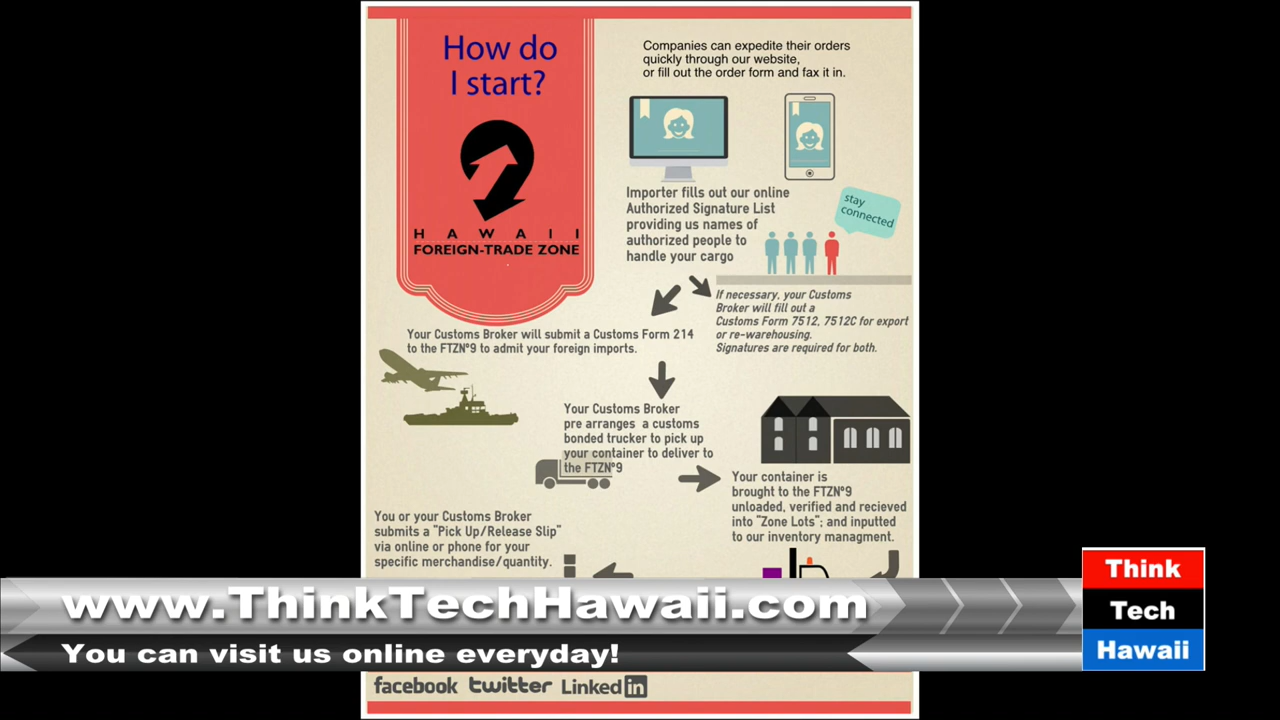 How do
I start?
HAWAII
FOREIGN-TRADE ZONE
Companies can expedite their orders
quickly through our website,
or fill out the order form and fax it in.
Importer fills out our online
Authorized Signature List
providing us names of
authorized people to
handle your cargo
stay
connected
If necessary, your Customs
Broker will fill out a
Customs Form 7512, 7512C for export
or re-warehousing.
Signatures are required for both.
Your Customs Broker will submit a Customs Form 214
to the FTZNº9 to admit your foreign imports.
Your Customs Broker
pre arranges a customs
bonded trucker to pick up
your container to deliver to
the FTZNº9
Your container is
brought to the FTZNº9
unloaded, verified and recieved
into "Zone Lots"; and inputted
to our inventory managment.
You or your Customs Broker
submits a "Pick Up/Release Slip"
via online or phone for your
specific merchandise/quantity.
www.ThinkTechHawaii.com
You can visit us online everyday!
Think
Tech
Hawaii
facebook twitter Linked in